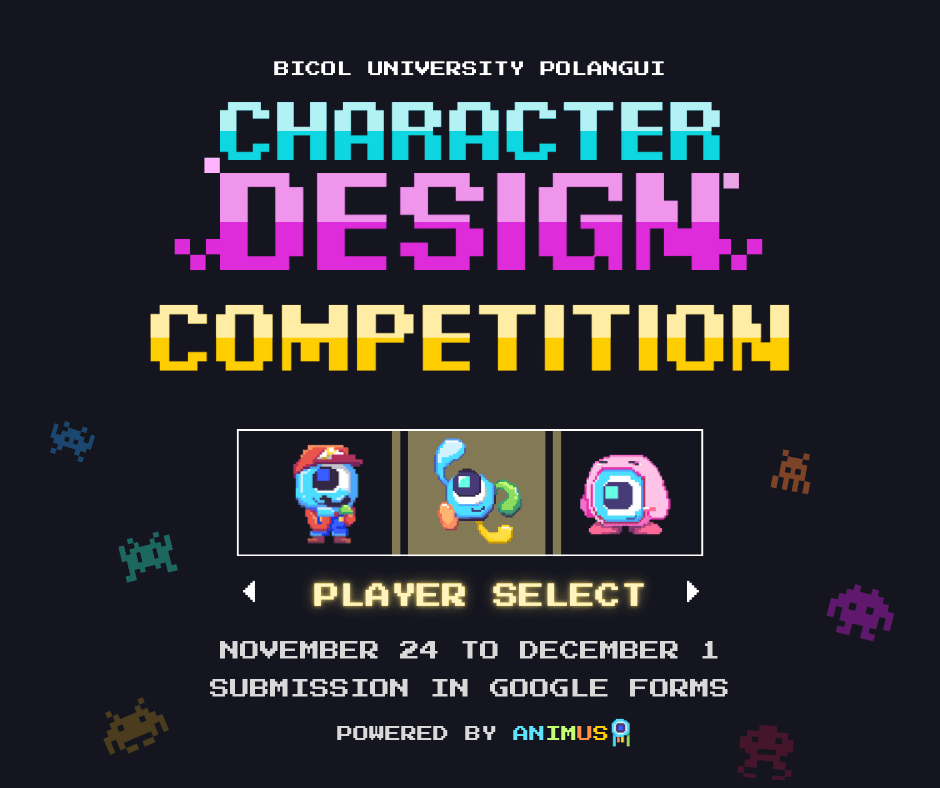 BICOL UNIVERSITY POLANGUI
CHARACTER
DESIGN
COMPETITION
PLAYER SELECT
NOVEMBER 24 TO DECEMBER 1
SUBMISSION IN GOOGLE FORMS
POWERED BY ANIMUS